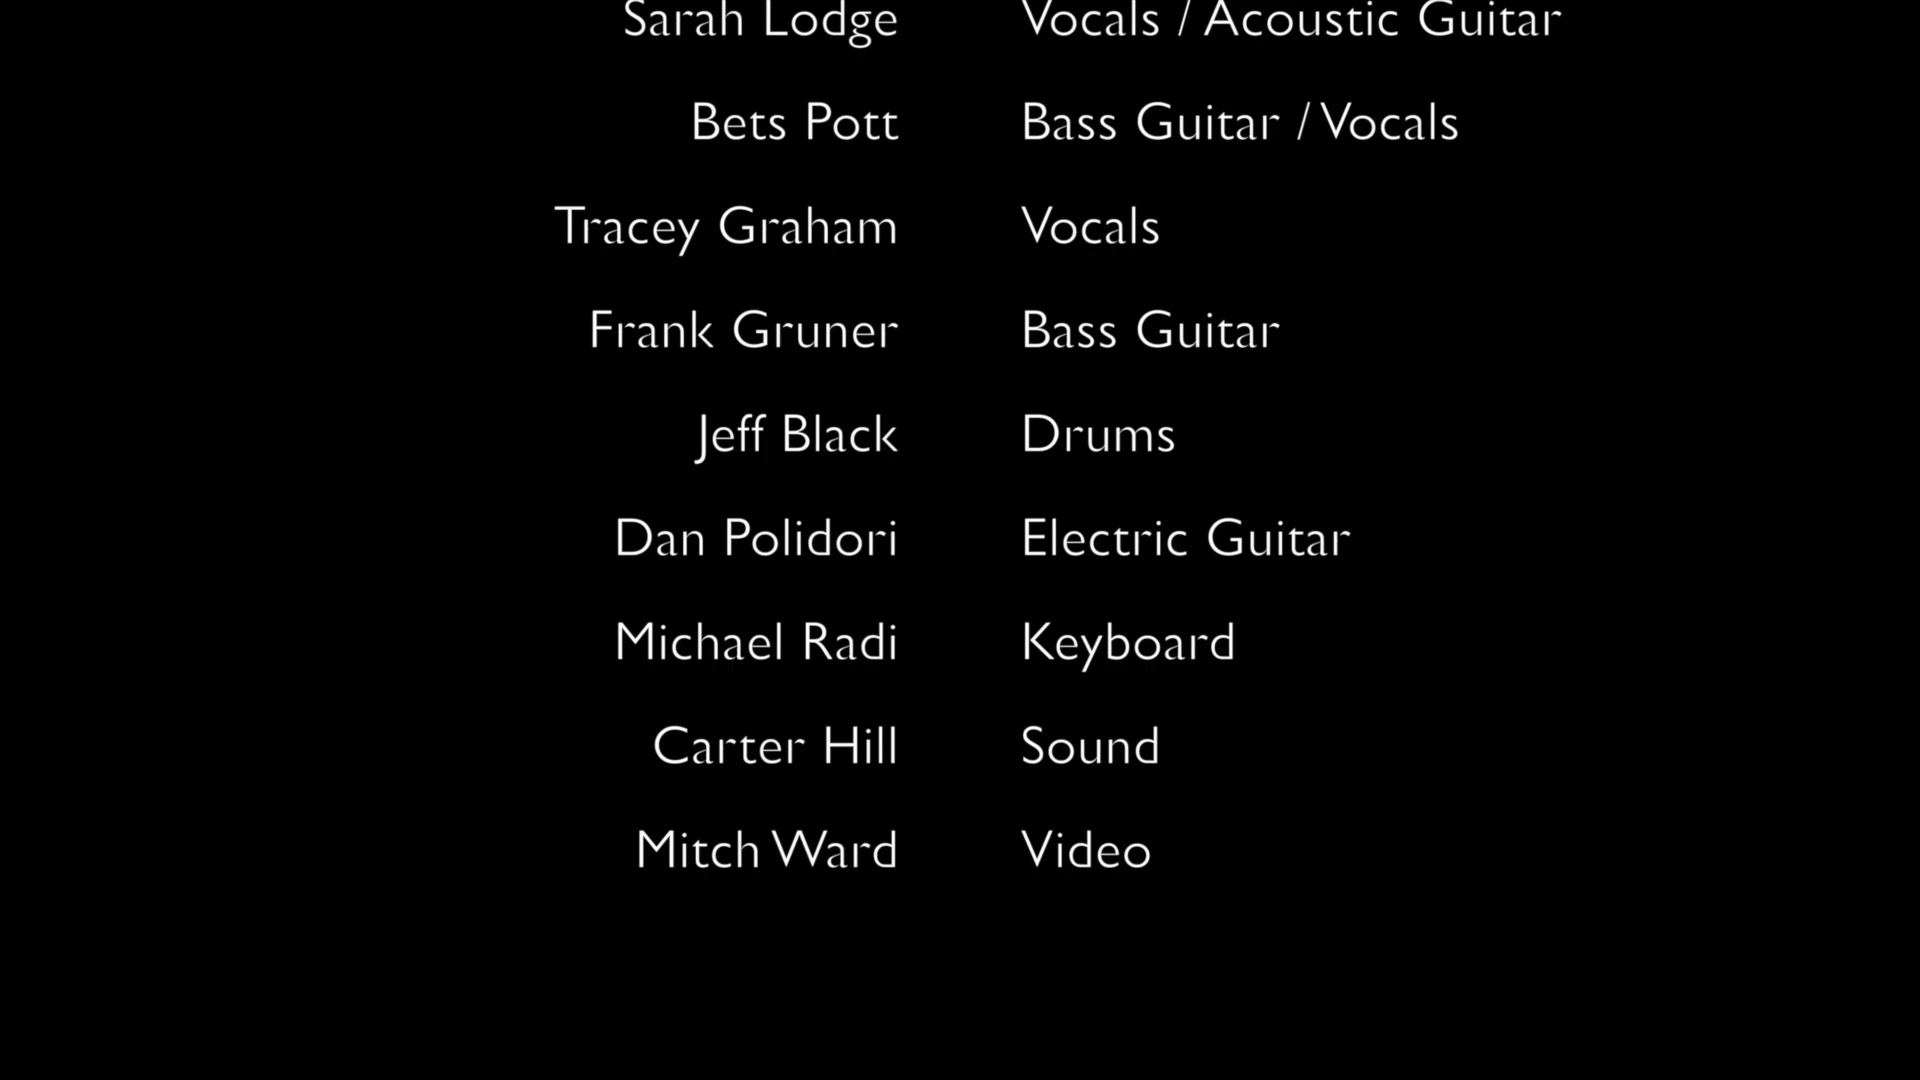 Sarah Lodge Vocals / Acoustic Guitar
Bets Pott Bass Guitar / Vocals
Tracey Graham Vocals
Frank Gruner Bass Guitar
Jeff Black Drums
Dan Polidori Electric Guitar
Michael Radi Keyboard
Carter Hill Sound
Mitch Ward Video